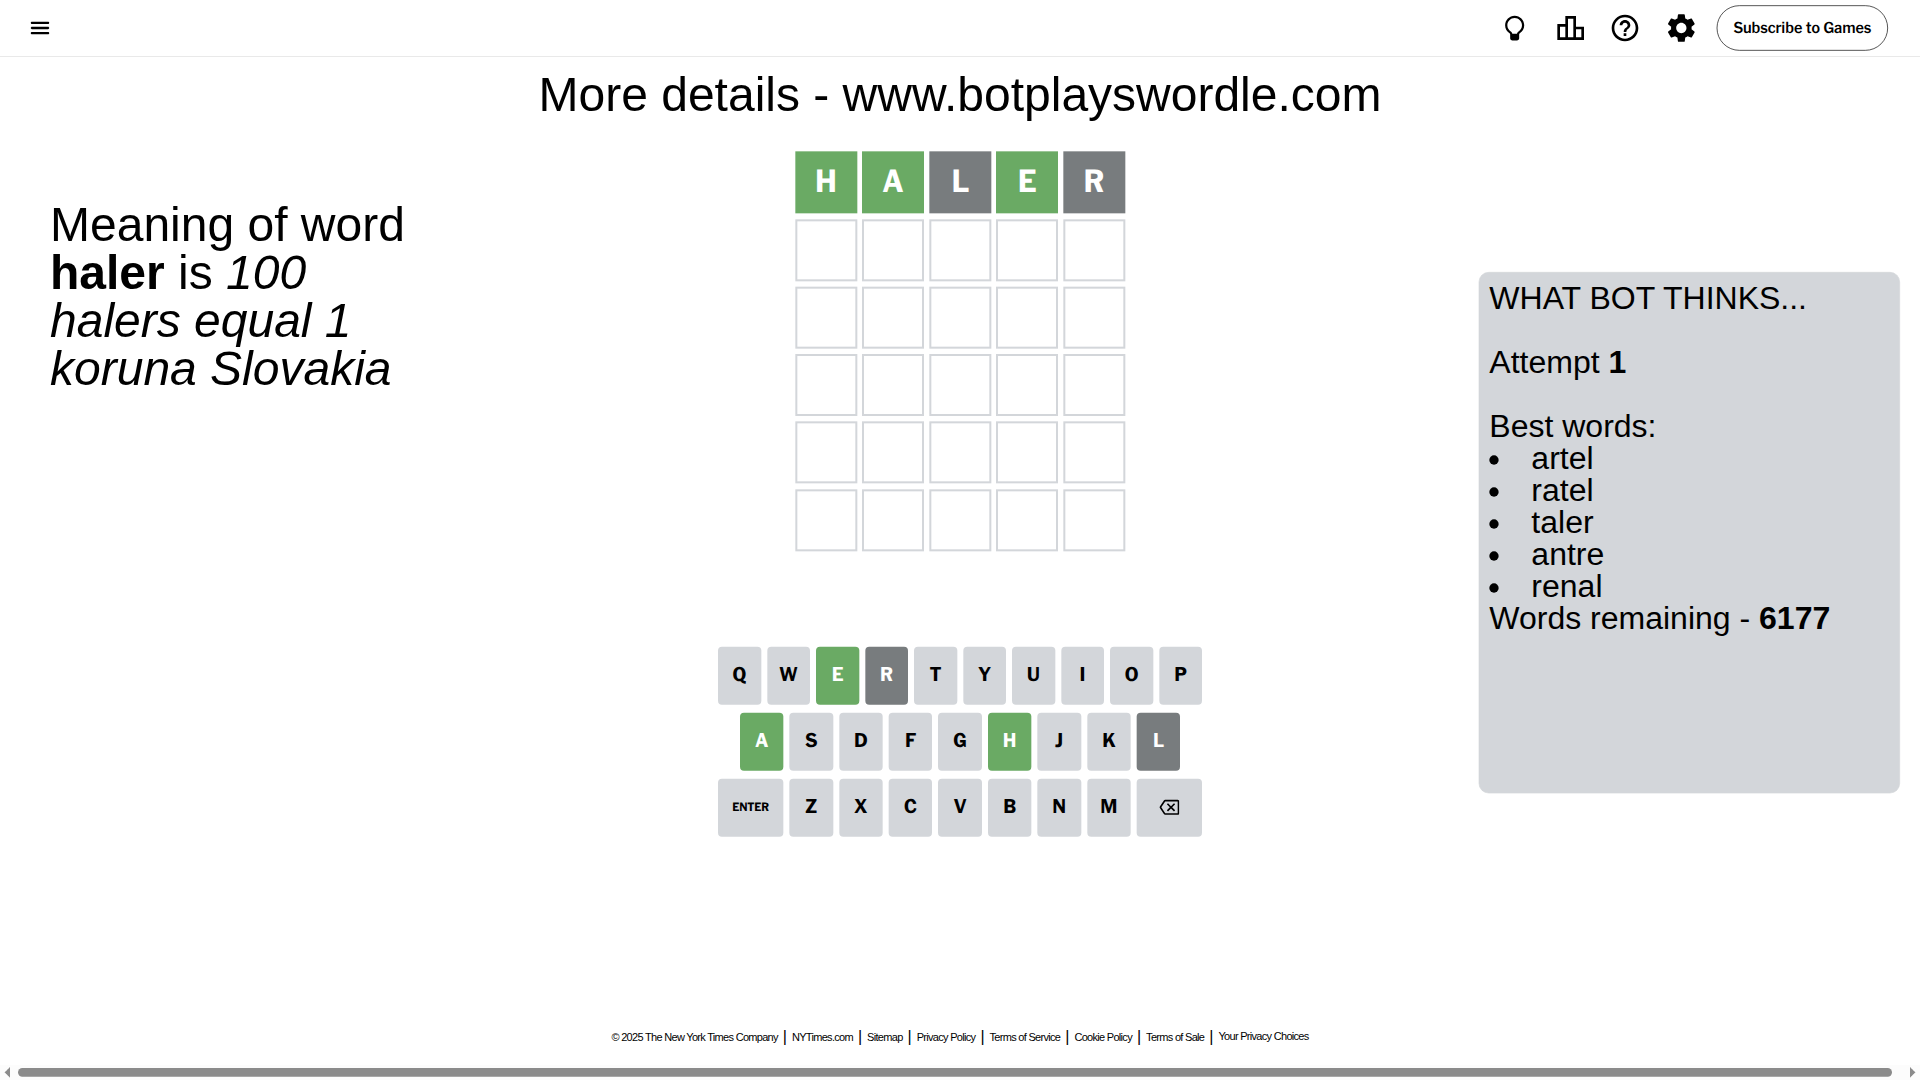 Subscribe to Games
More details - www.botplayswordle.com
Meaning of word
haler is 100
halers equal 1
koruna Slovakia
H A L E R
WHAT BOT THINKS...
Attempt 1
Best words:
• artel
• ratel
• taler
• antre
• renal
Words remaining - 6177
Q W E R T Y U I O P
A S D F G H J K L
ENTER Z X C V B N M
© 2025 The New York Times Company | NYTimes.com | Sitemap | Privacy Policy | Terms of Service | Cookie Policy | Terms of Sale | Your Privacy Choices